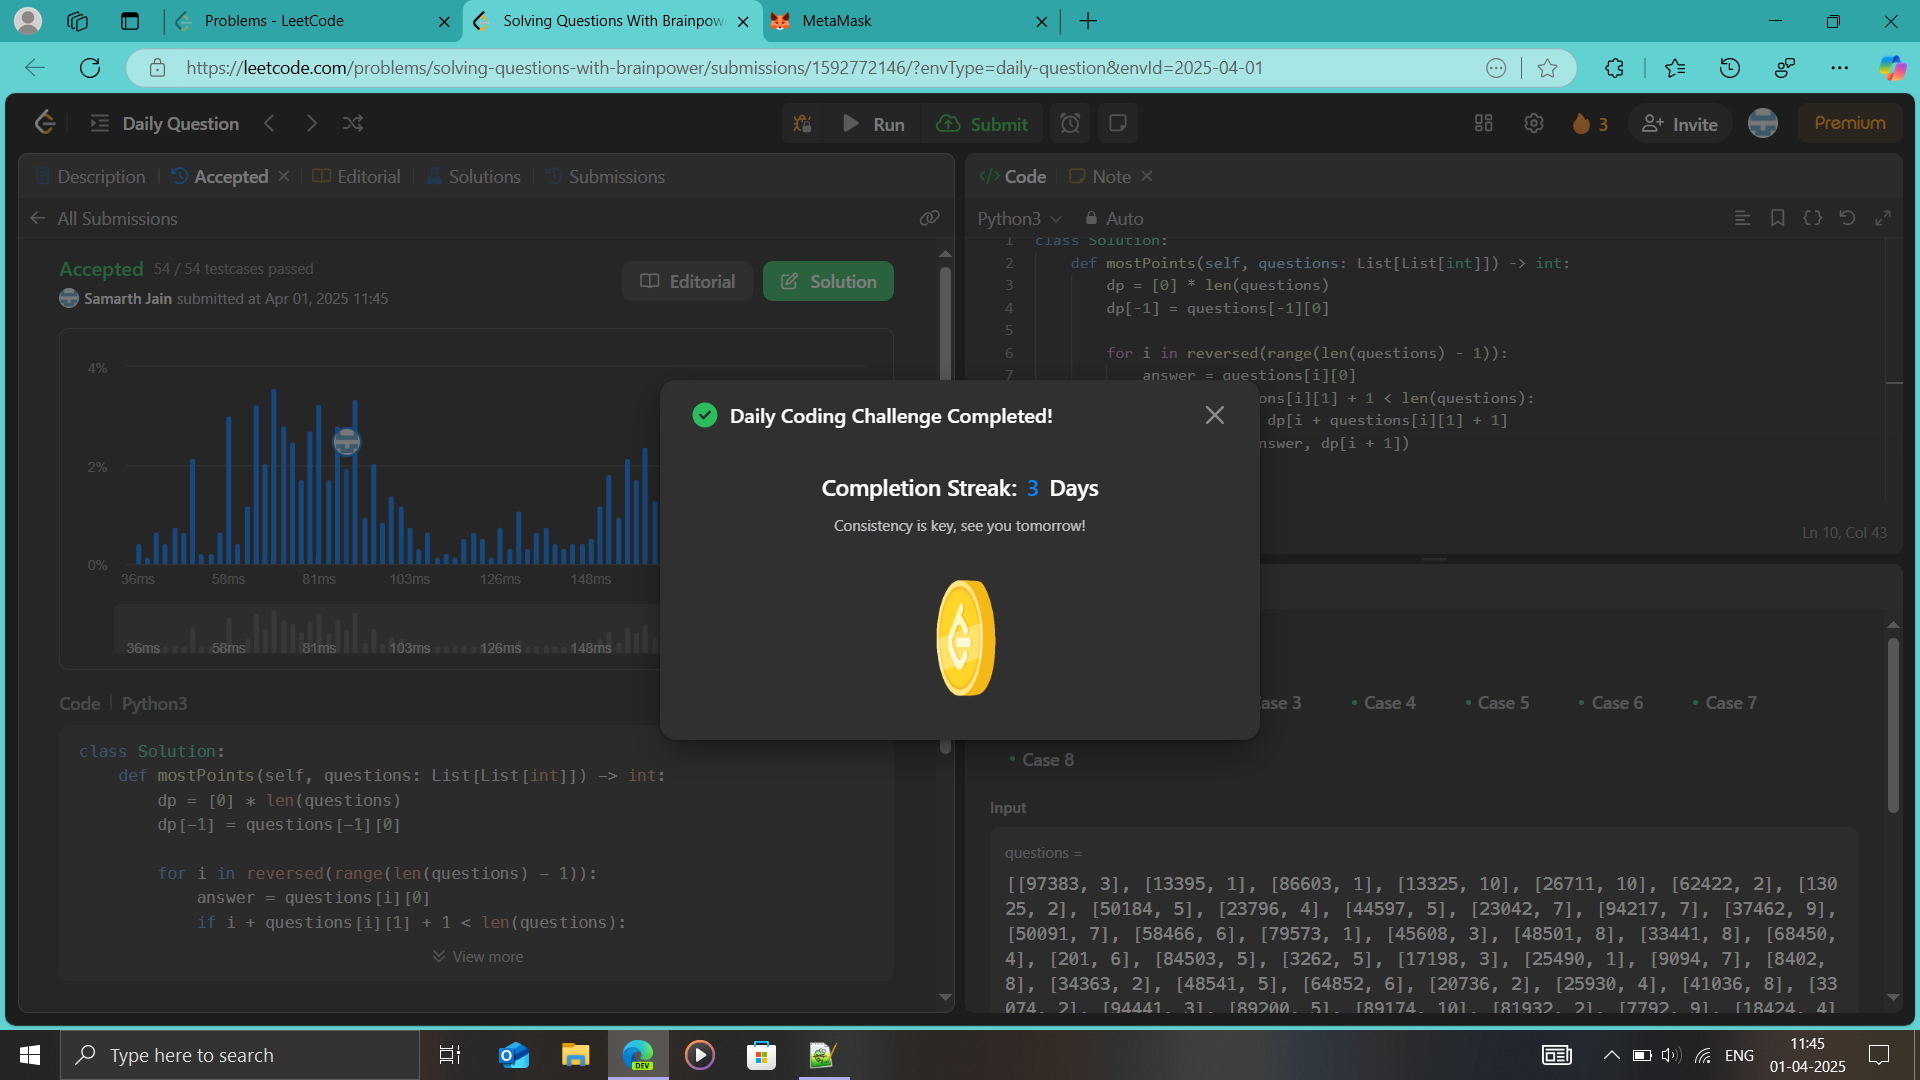 Problems - LeetCode
Solving Questions With Brainpow
MetaMask
https://leetcode.com/problems/solving-questions-with-brainpower/submissions/1592772146/?envType=daily-question&envId=2025-04-01
Daily Question
Run
Submit
3
Invite
Premium
Description
Accepted
Editorial
Solutions
Submissions
All Submissions
Accepted 54 / 54 testcases passed
Samarth Jain submitted at Apr 01, 2025 11:45
Editorial
Solution
4%
2%
0%
36ms 58ms 81ms 103ms 126ms 148ms
36ms 58ms 81ms 103ms 126ms 148ms
Code | Python3
class Solution:
def mostPoints(self, questions: List[List[int]]) -> int:
dp = [0] * len(questions)
dp[-1] = questions[-1][0]
for i in reversed(range(len(questions) - 1)):
answer = questions[i][0]
if i + questions[i][1] + 1 < len(questions):
View more
Code
Note
Python3
Auto
1 class Solution:
2 def mostPoints(self, questions: List[List[int]]) -> int:
3 dp = [0] * len(questions)
4 dp[-1] = questions[-1][0]
5
6 for i in reversed(range(len(questions) - 1)):
7 answer = questions[i][0]
ons[i][1] + 1 < len(questions):
dp[i + questions[i][1] + 1]
nswer, dp[i + 1])
Ln 10, Col 43
Daily Coding Challenge Completed!
Completion Streak: 3 Days
Consistency is key, see you tomorrow!
ase 3
Case 4
Case 5
Case 6
Case 7
Case 8
Input
questions =
[[97383, 3], [13395, 1], [86603, 1], [13325, 10], [26711, 10], [62422, 2], [130
25, 2], [50184, 5], [23796, 4], [44597, 5], [23042, 7], [94217, 7], [37462, 9],
[50091, 7], [58466, 6], [79573, 1], [45608, 3], [48501, 8], [33441, 8], [68450,
4], [201, 6], [84503, 5], [3262, 5], [17198, 3], [25490, 1], [9094, 7], [8402,
8], [34363, 2], [48541, 5], [64852, 6], [20736, 2], [25930, 4], [41036, 8], [33
074, 2], [94441, 3], [89200, 5], [89174, 10], [81932, 2], [7792, 9], [18424, 4]
Type here to search
DEV
ENG
11:45
01-04-2025